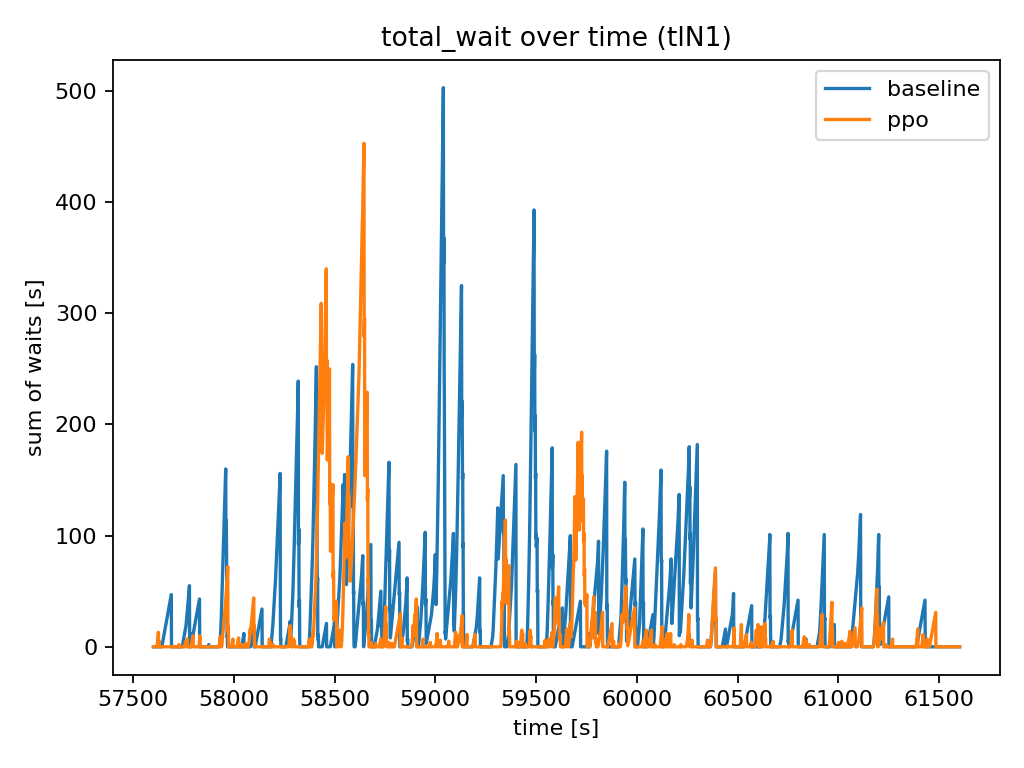 total_wait over time (tlN1)
sum of waits [s]
500
400
300
200
100
0
baseline
ppo
57500 58000 58500 59000 59500 60000 60500 61000 61500
time [s]